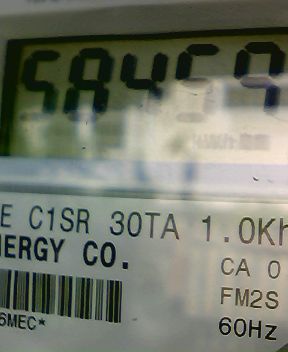 58459
E C1SR 30TA 1.0Kh
NERGY CO.
CA 0
FM2S
6MEC*
60Hz